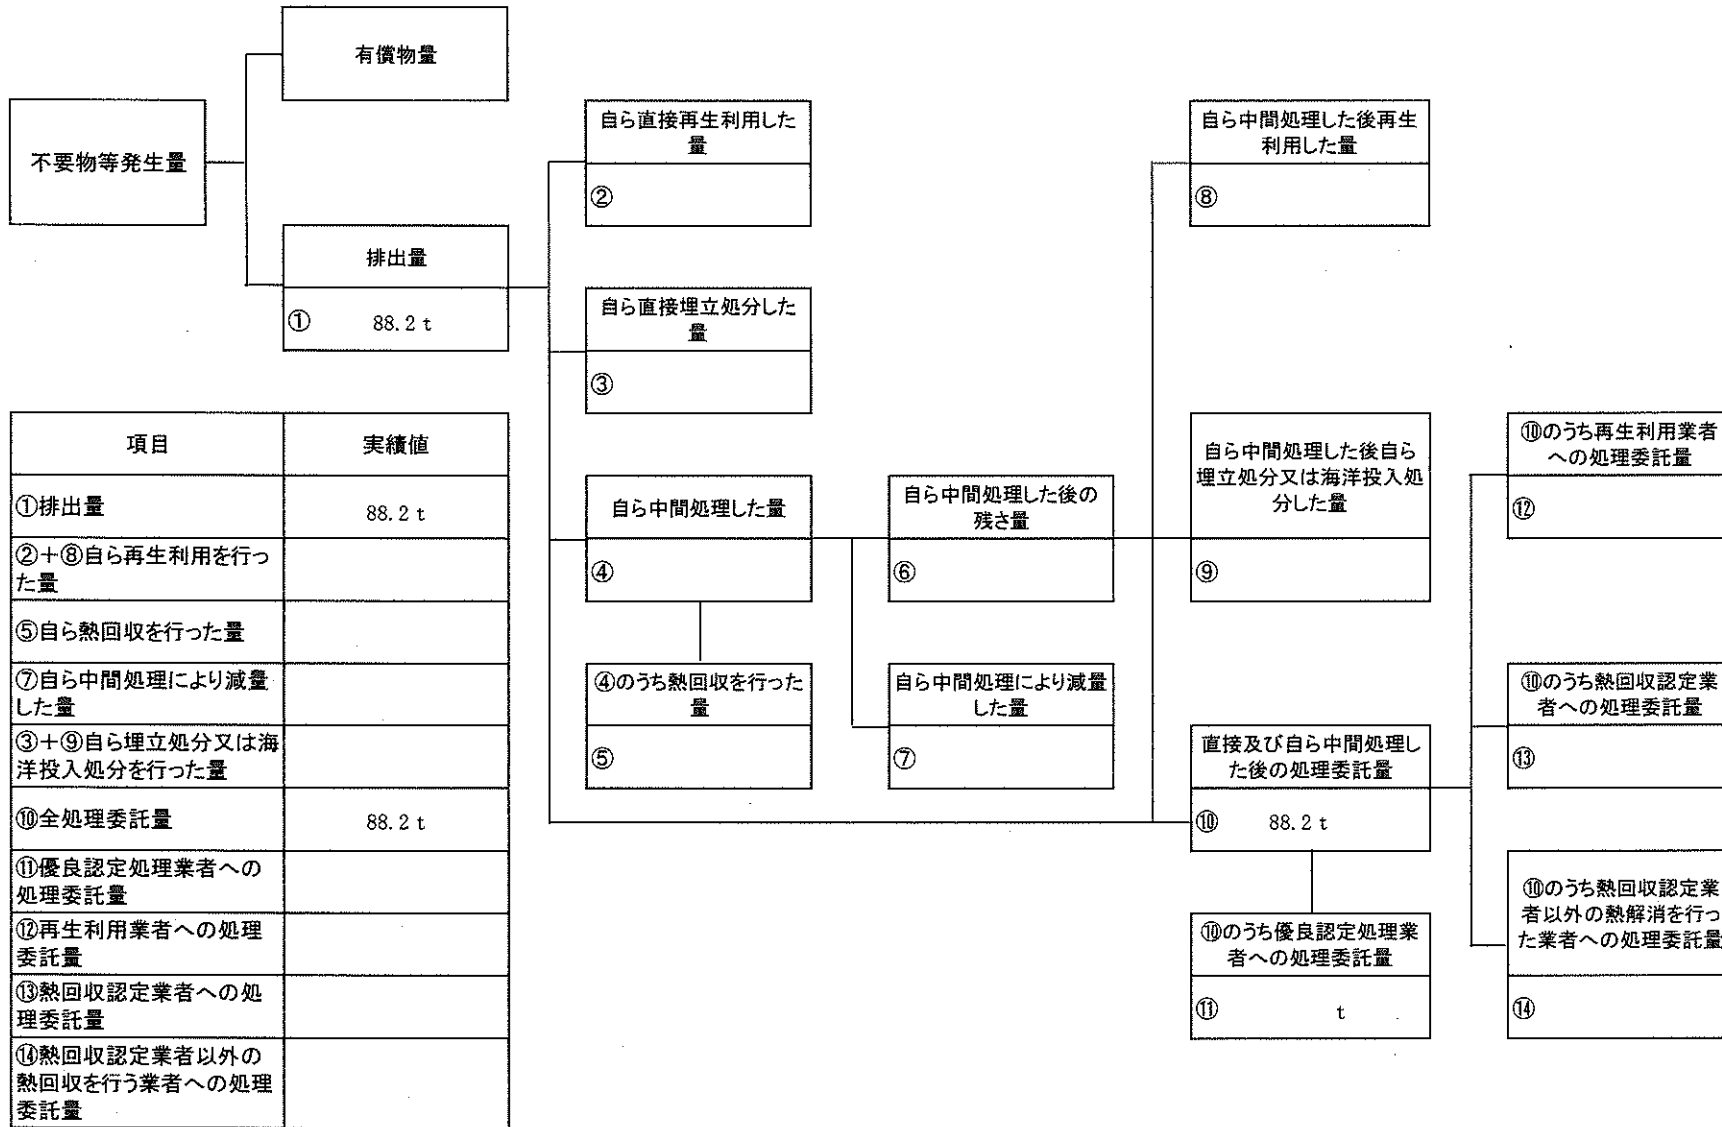 有償物量
不要物等発生量
排出量
① 88.2 t
自ら直接再生利用した
量
②
自ら直接埋立処分した
量
③
自ら中間処理した量
④
④のうち熱回収を行った
量
⑤
自ら中間処理した後の
残さ量
⑥
自ら中間処理により減量
した量
⑦
自ら中間処理した後再生
利用した量
⑧
自ら中間処理した後自ら
埋立処分又は海洋投入処
分した量
⑨
直接及び自ら中間処理し
た後の処理委託量
⑩ 88.2 t
⑩のうち優良認定処理業
者への処理委託量
⑪ t
⑩のうち再生利用業者
への処理委託量
⑫
⑩のうち熱回収認定業
者への処理委託量
⑬
⑩のうち熱回収認定業
者以外の熱解消を行っ
た業者への処理委託量
⑭
項目 実績値
①排出量 88.2 t
②+⑧自ら再生利用を行っ
た量
⑤自ら熱回収を行った量
⑦自ら中間処理により減量
した量
③+⑨自ら埋立処分又は海
洋投入処分を行った量
⑩全処理委託量 88.2 t
⑪優良認定処理業者への
処理委託量
⑫再生利用業者への処理
委託量
⑬熱回収認定業者への処
理委託量
⑭熱回収認定業者以外の
熱回収を行う業者への処理
委託量